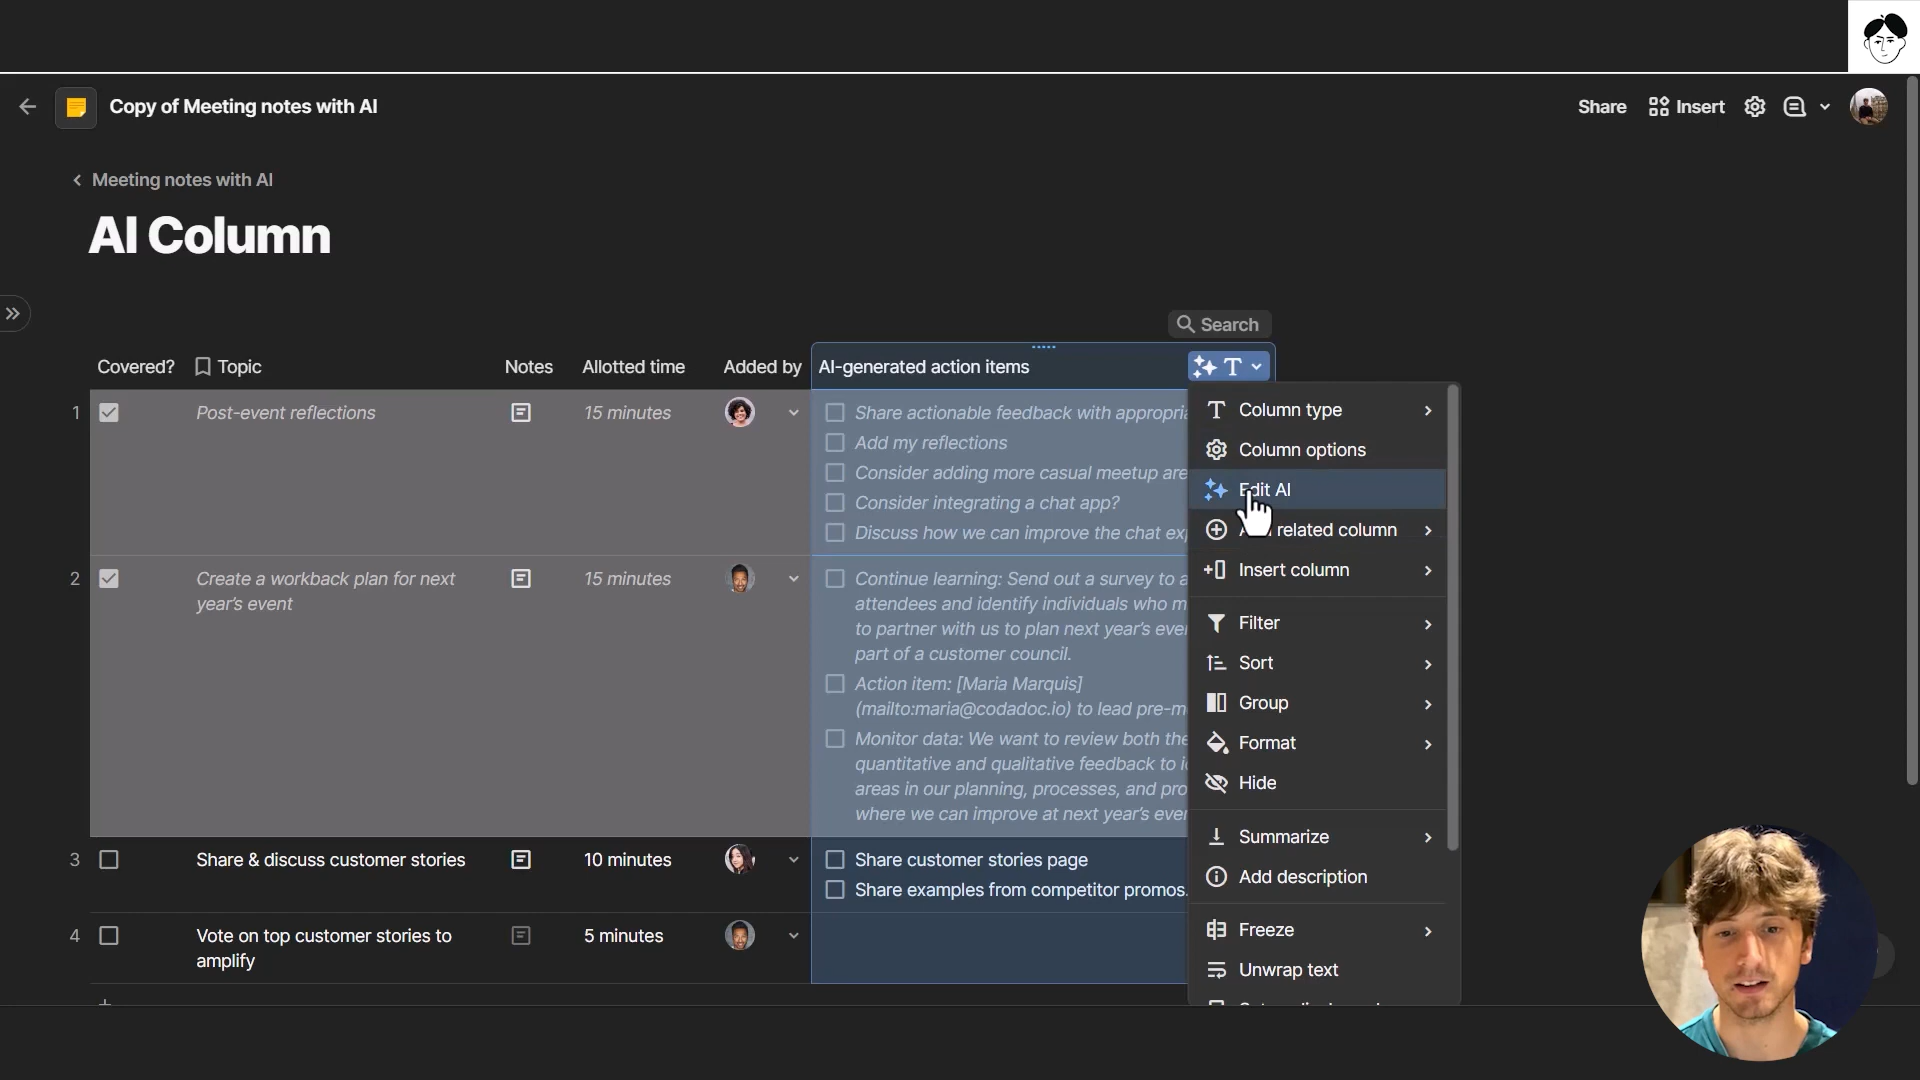 Copy of Meeting notes with AI
Share
Insert
Meeting notes with AI
AI Column
Search
Covered?
Topic
Notes
Allotted time
Added by
AI-generated action items
T
1
Post-event reflections
15 minutes
Share actionable feedback with
Add my reflections
Consider adding more casual meetup
Consider integrating a chat app?
Discuss how we can improve the chat
2
Create a workback plan for next
year's event
15 minutes
Continue learning: Send out a survey to
attendees and identify individuals who
to partner with us to plan next year's
part of a customer council.
Action item: [Maria Marquis]
(mailto:maria@codadoc.io) to lead
Monitor data: We want to review both
quantitative and qualitative feedback to
areas in our planning, processes, and
where we can improve at next year's
3
Share & discuss customer stories
10 minutes
Share customer stories page
Share examples from competitor promos.
4
Vote on top customer stories to
amplify
5 minutes
Column type
Column options
Edit AI
related column
Insert column
Filter
Sort
Group
Format
Hide
Summarize
Add description
Freeze
Unwrap text